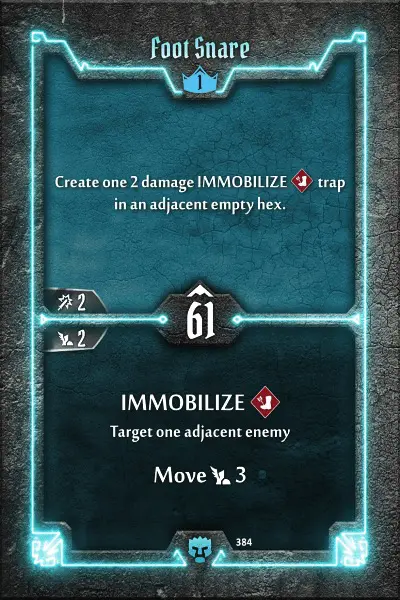 Foot Snare
1
Create one 2 damage IMMOBILIZE trap
in an adjacent empty hex.
2
61
2
IMMOBILIZE
Target one adjacent enemy
Move 3
384